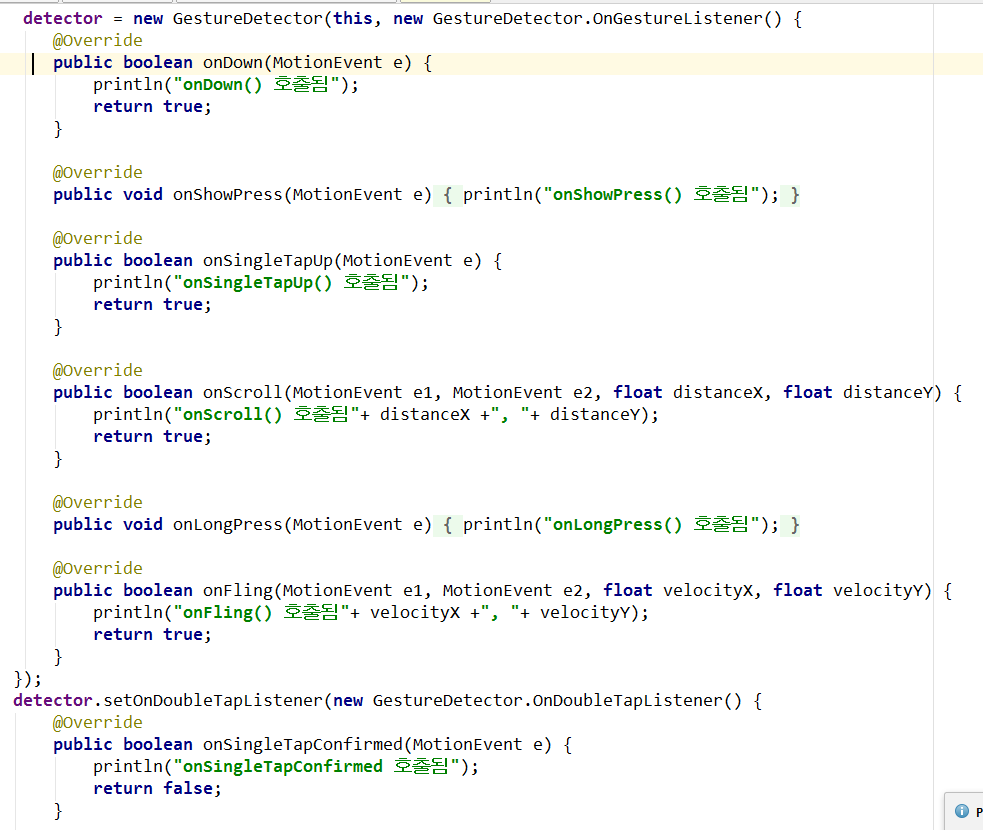 detector = new GestureDetector(this, new GestureDetector.OnGestureListener() {
    @Override
    public boolean onDown(MotionEvent e) {
        println("onDown() 호출됨");
        return true;
    }

    @Override
    public void onShowPress(MotionEvent e) { println("onShowPress() 호출됨"); }

    @Override
    public boolean onSingleTapUp(MotionEvent e) {
        println("onSingleTapUp() 호출됨");
        return true;
    }

    @Override
    public boolean onScroll(MotionEvent e1, MotionEvent e2, float distanceX, float distanceY) {
        println("onScroll() 호출됨"+ distanceX +", "+ distanceY);
        return true;
    }

    @Override
    public void onLongPress(MotionEvent e) { println("onLongPress() 호출됨"); }

    @Override
    public boolean onFling(MotionEvent e1, MotionEvent e2, float velocityX, float velocityY) {
        println("onFling() 호출됨"+ velocityX +", "+ velocityY);
        return true;
    }
});
detector.setOnDoubleTapListener(new GestureDetector.OnDoubleTapListener() {
    @Override
    public boolean onSingleTapConfirmed(MotionEvent e) {
        println("onSingleTapConfirmed 호출됨");
        return false;
    }